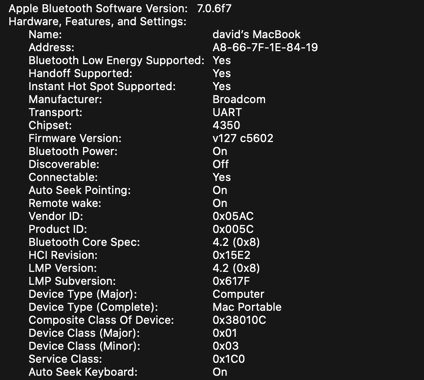 Apple Bluetooth Software Version: 7.0.6f7
Hardware, Features, and Settings:
Name: david's MacBook
Address: A8-66-7F-1E-84-19
Bluetooth Low Energy Supported: Yes
Handoff Supported: Yes
Instant Hot Spot Supported: Yes
Manufacturer: Broadcom
Transport: UART
Chipset: 4350
Firmware Version: v127 c5602
Bluetooth Power: On
Discoverable: Off
Connectable: Yes
Auto Seek Pointing: On
Remote wake: On
Vendor ID: 0x05AC
Product ID: 0x005C
Bluetooth Core Spec: 4.2 (0x8)
HCI Revision: 0x15E2
LMP Version: 4.2 (0x8)
LMP Subversion: 0x617F
Device Type (Major): Computer
Device Type (Complete): Mac Portable
Composite Class Of Device: 0x38010C
Device Class (Major): 0x01
Device Class (Minor): 0x03
Service Class: 0x1C0
Auto Seek Keyboard: On